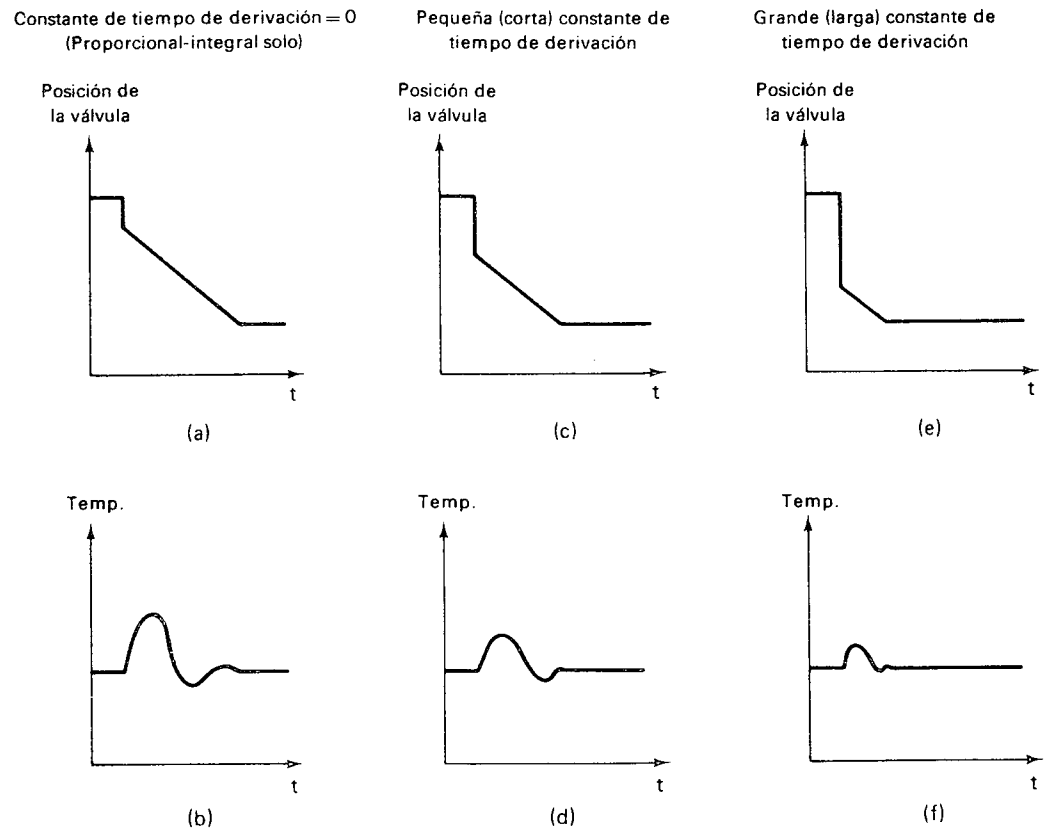 Constante de tiempo de derivación = 0
(Proporcional-integral solo)
Pequeña (corta) constante de
tiempo de derivación
Grande (larga) constante de
tiempo de derivación
Posición de
la válvula
t
(a)
Posición de
la válvula
t
(c)
Posición de
la válvula
t
(e)
Temp.
t
(b)
Temp.
t
(d)
Temp.
t
(f)